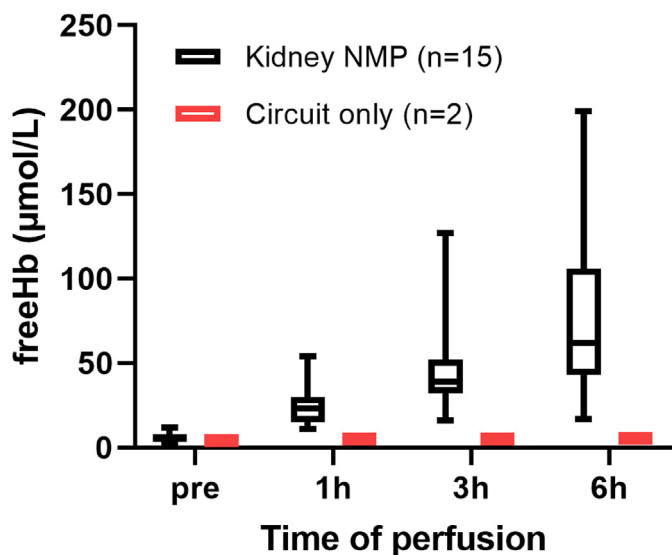 250
Kidney NMP (n=15)
200
Circuit only (n=2)
150
100
50
0
freeHb (μmol/L)
pre 1h 3h 6h
Time of perfusion